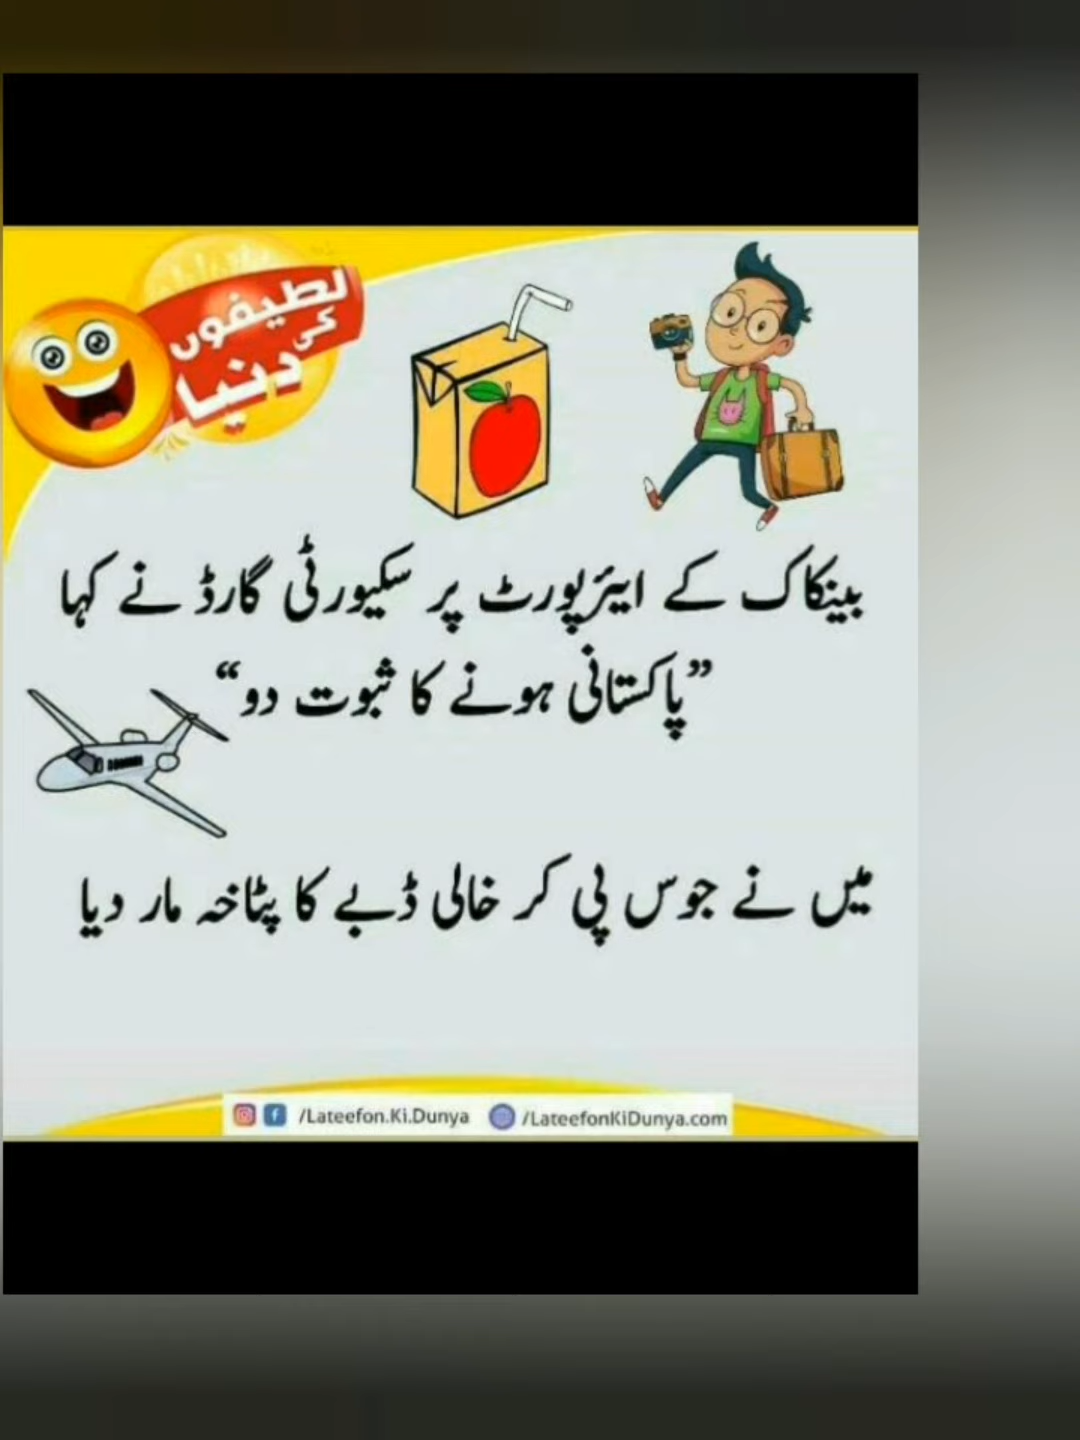 لطیفوں
کی
دنیا
بینکاک کے ایئرپورٹ پر سکیورٹی گارڈ نے کہا
”پاکستانی ہونے کا ثبوت دو“
میں نے جوس پی کر خالی ڈبے کا پٹاخہ مار دیا
/Lateefon.Ki.Dunya /LateefonKiDunya.com